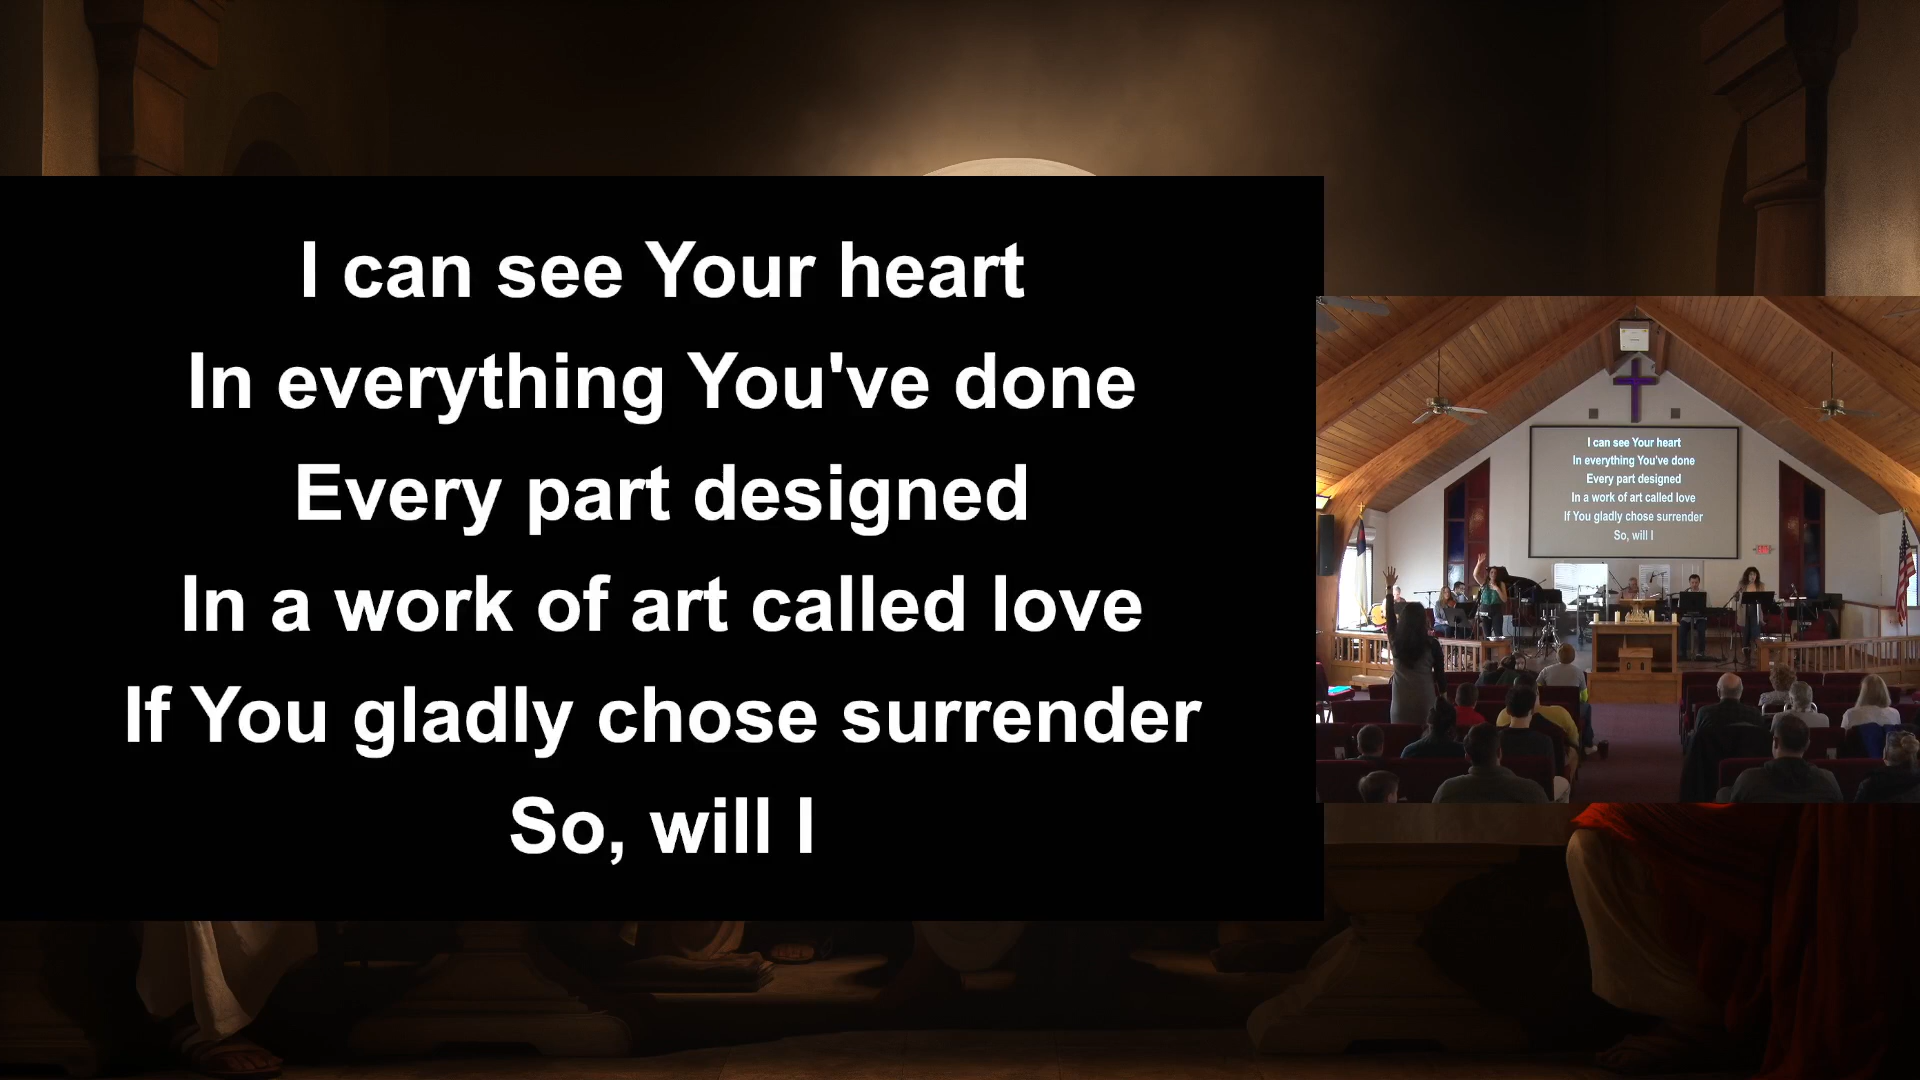 I can see Your heart
In everything You've done
Every part designed
In a work of art called love
If You gladly chose surrender
So, will I
I can see Your heart
In everything You've done
Every part designed
In a work of art called love
If You gladly chose surrender
So, will I